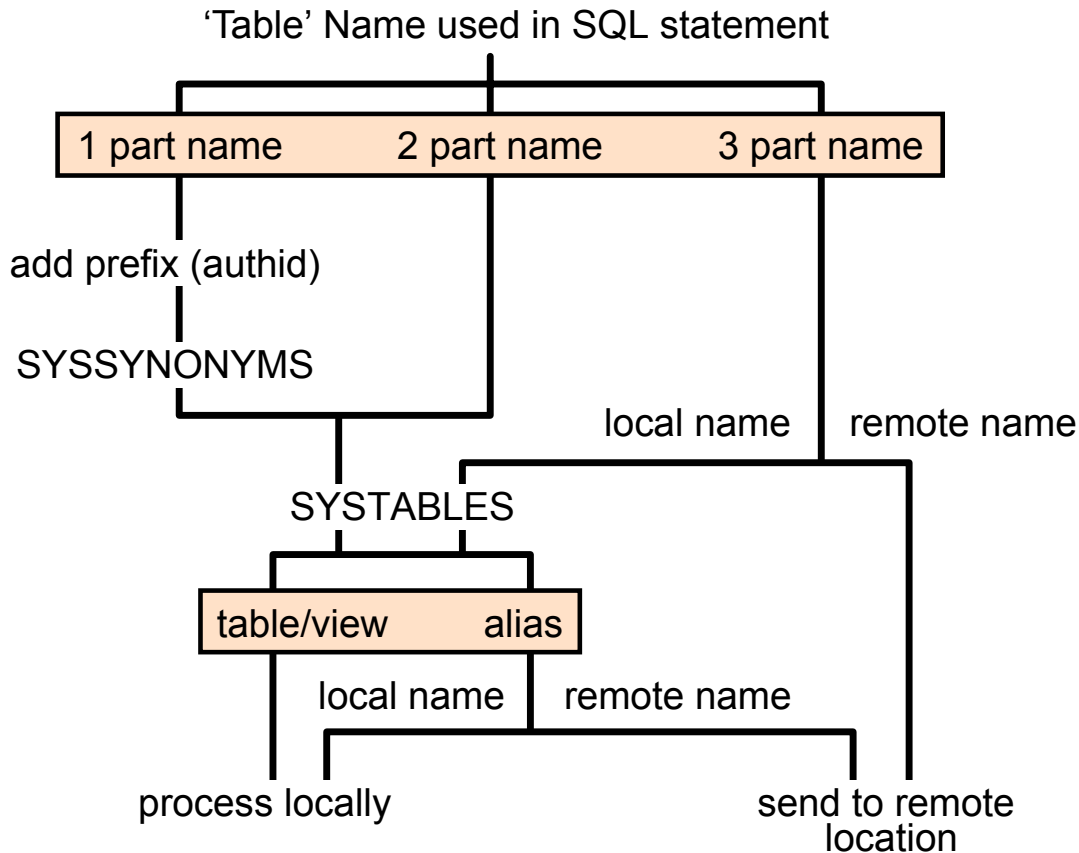 ‘Table’ Name used in SQL statement
1 part name 2 part name 3 part name
add prefix (authid)
SYSSYNONYMS
local name remote name
SYSTABLES
table/view alias
local name remote name
process locally
send to remote
location